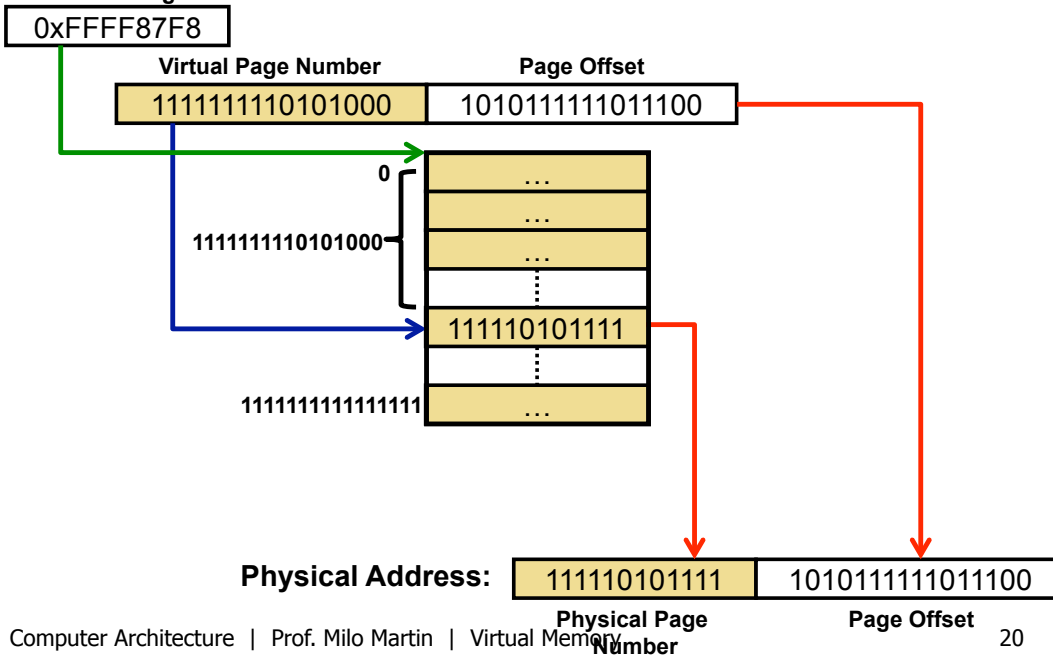 0xFFFF87F8
Virtual Page Number Page Offset
1111111110101000 1010111111011100
0 ...
...
1111111110101000 ...
111110101111
1111111111111111 ...
Physical Address: 111110101111 1010111111011100
Physical Page Number Page Offset
Computer Architecture | Prof. Milo Martin | Virtual Memory 20